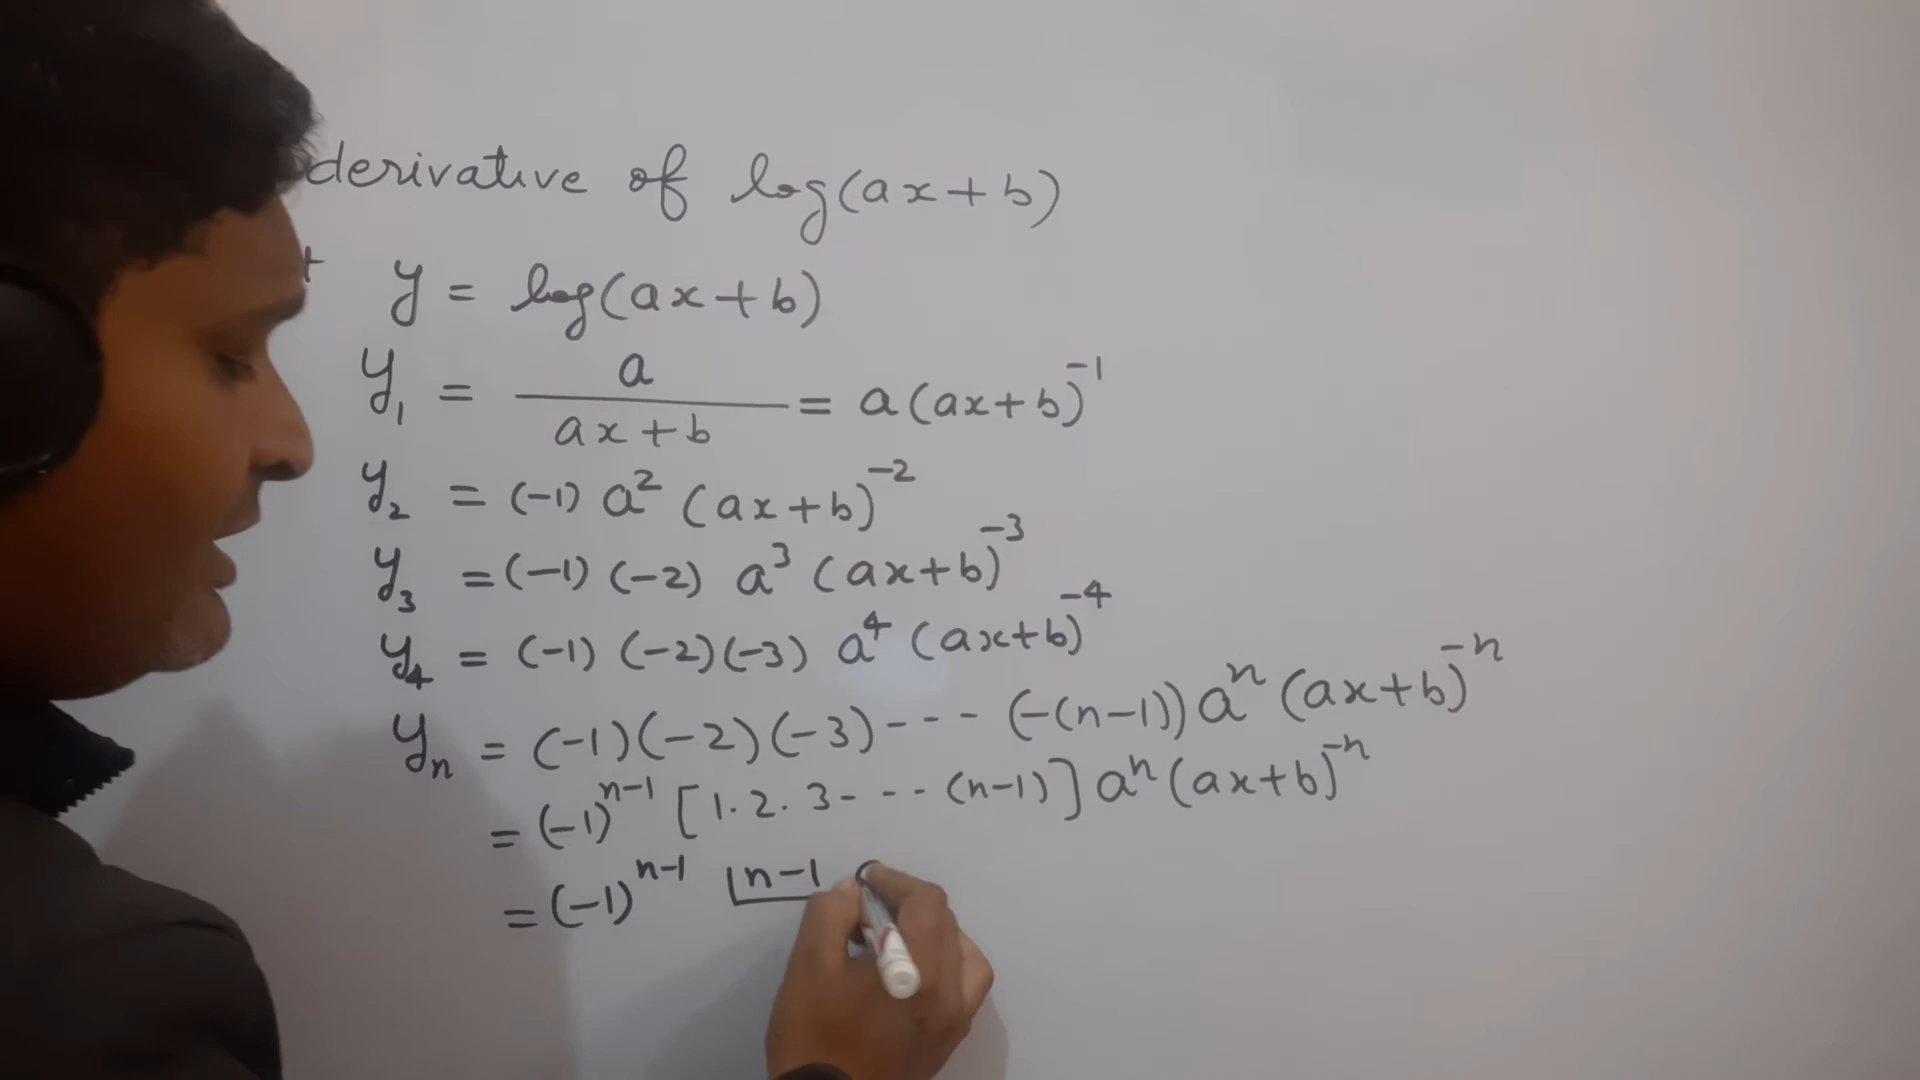 derivative of log(ax+b)
y = log(ax+b)
y₁ = a/(ax+b) = a(ax+b)⁻¹
y₂ = (-1) a² (ax+b)⁻²
y₃ = (-1) (-2) a³ (ax+b)⁻³
y₄ = (-1) (-2) (-3) a⁴ (ax+b)⁻⁴
yₙ = (-1)(-2)(-3)---- (-(n-1)) aⁿ (ax+b)⁻ⁿ
= (-1)ⁿ⁻¹ [1.2.3---- (n-1)] aⁿ (ax+b)⁻ⁿ
= (-1)ⁿ⁻¹ |n-1